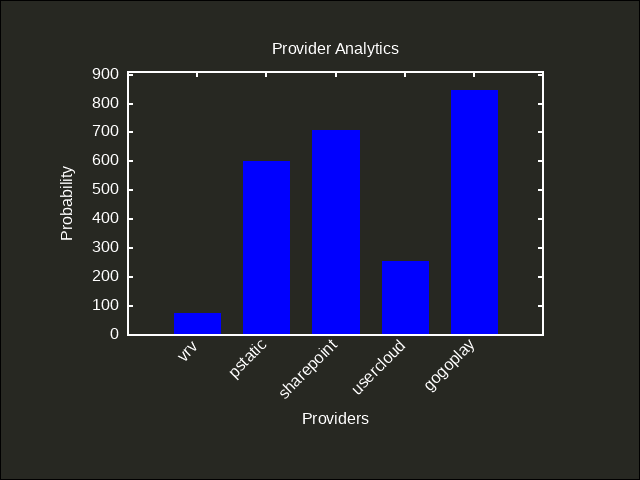 Provider Analytics
900
800
700
600
500
400
300
200
100
0
Probability
vrv
pstatic
sharepoint
usercloud
gogoplay
Providers